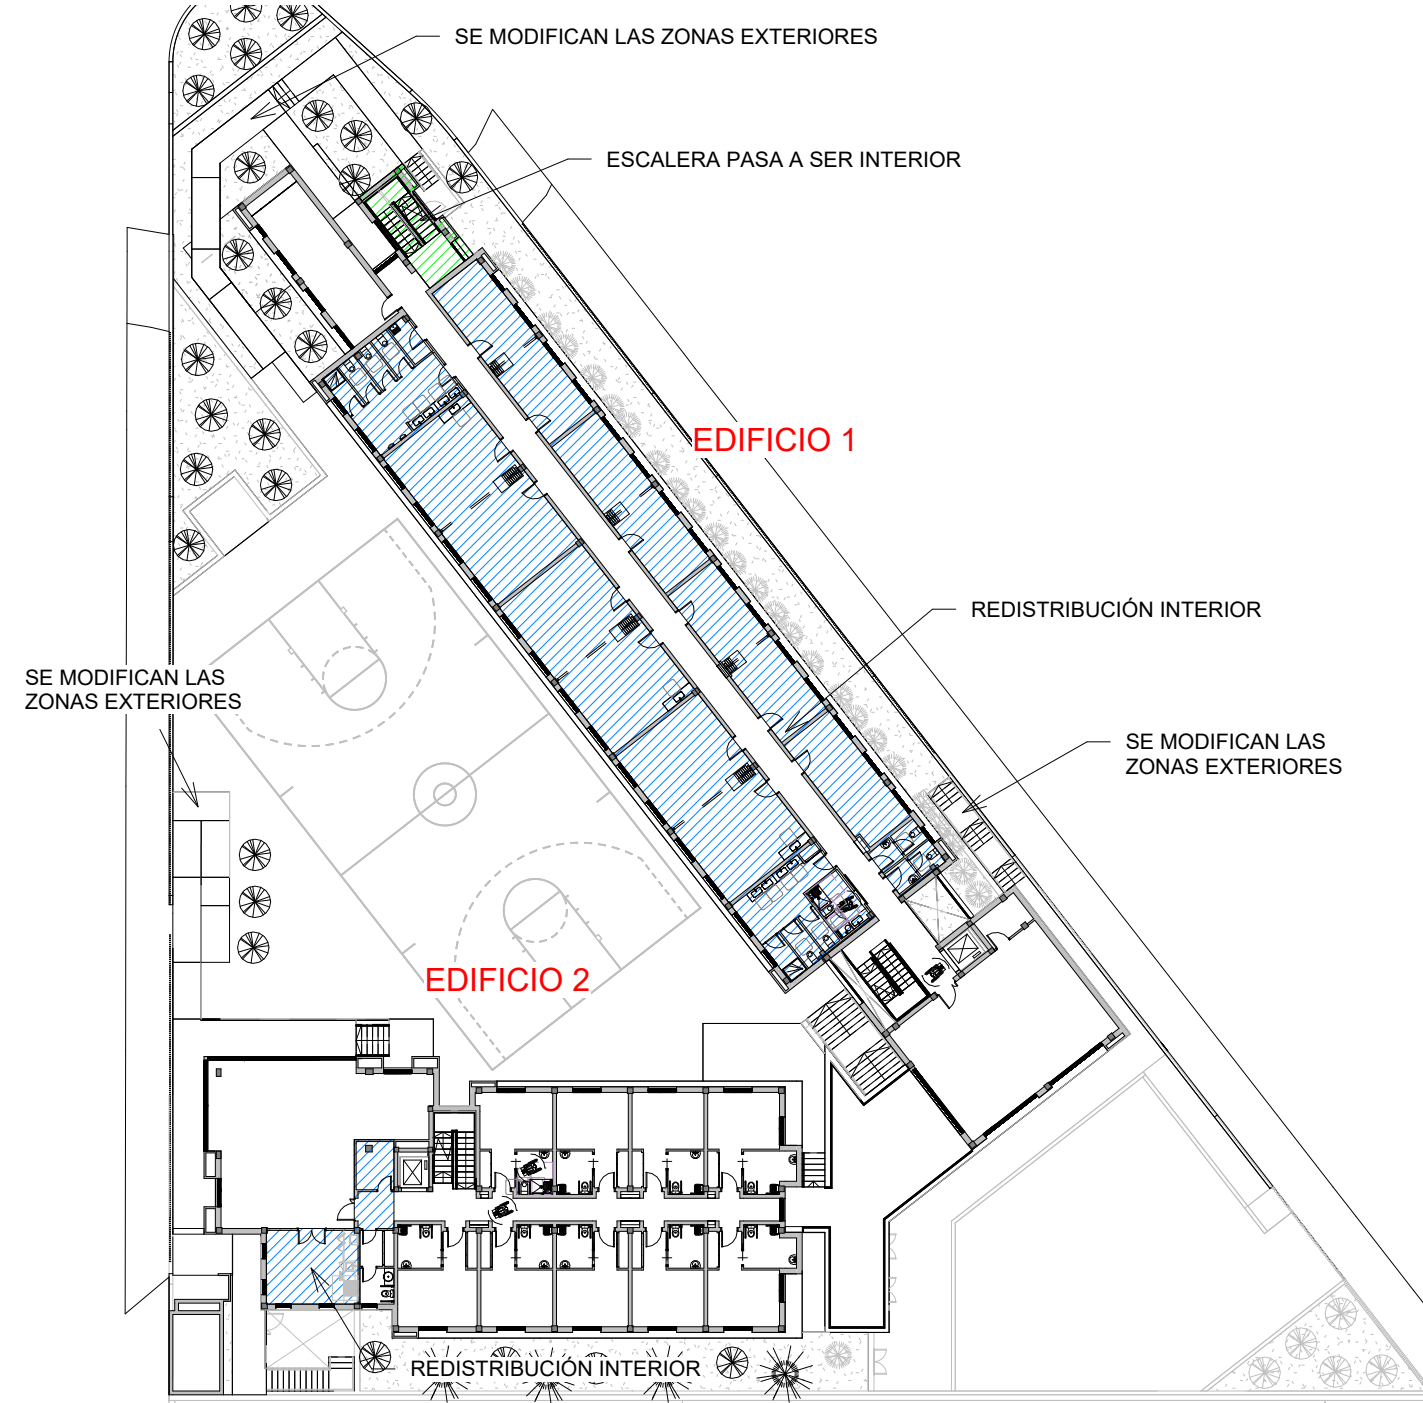 SE MODIFICAN LAS ZONAS EXTERIORES
ESCALERA PASA A SER INTERIOR
EDIFICIO 1
REDISTRIBUCIÓN INTERIOR
SE MODIFICAN LAS
ZONAS EXTERIORES
SE MODIFICAN LAS
ZONAS EXTERIORES
EDIFICIO 2
REDISTRIBUCIÓN INTERIOR